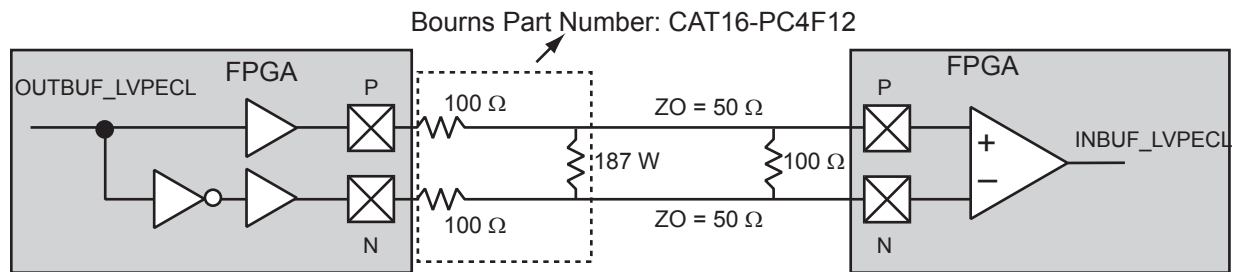 Bourns Part Number: CAT16-PC4F12
FPGA
FPGA
OUTBUF_LVPECL
P
P
100 Ω
ZO = 50 Ω
INBUF_LVPECL
+
187 W
100 Ω
–
100 Ω
ZO = 50 Ω
N
N